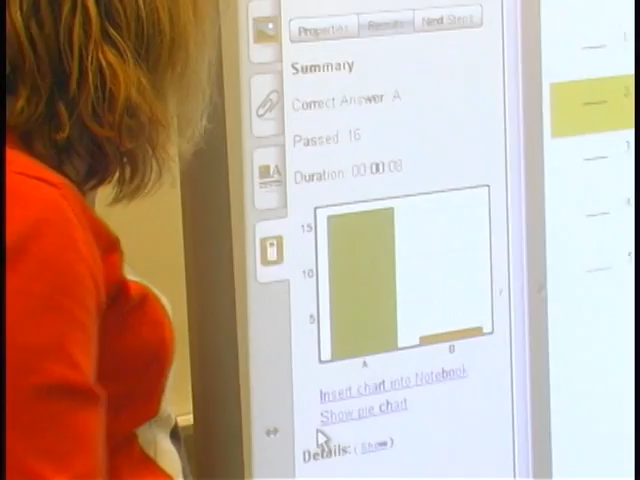 Properties Results Next Steps
Summary
Correct Answer A
Passed 16
Duration: 00:00:08
15
10
5
A B
Insert chart into Notebook
Show pie chart
Details: (Show)